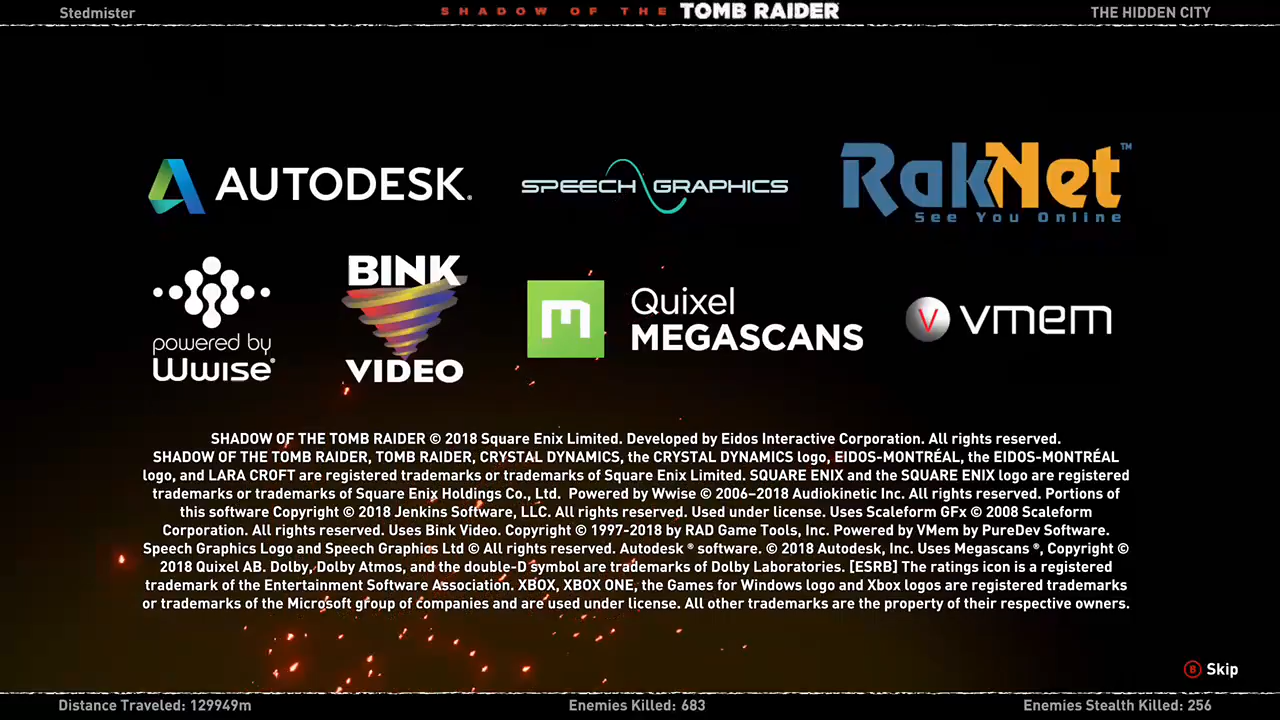 Stedmister
SHADOW OF THE TOMB RAIDER
THE HIDDEN CITY
AUTODESK®
SPEECH GRAPHICS
RakNet™
See You Online
powered by
Wwise®
BINK
VIDEO
Quixel
MEGASCANS
V vmem
SHADOW OF THE TOMB RAIDER © 2018 Square Enix Limited. Developed by Eidos Interactive Corporation. All rights reserved.
SHADOW OF THE TOMB RAIDER, TOMB RAIDER, CRYSTAL DYNAMICS, the CRYSTAL DYNAMICS logo, EIDOS-MONTRÉAL, the EIDOS-MONTRÉAL
logo, and LARA CROFT are registered trademarks or trademarks of Square Enix Limited. SQUARE ENIX and the SQUARE ENIX logo are registered
trademarks or trademarks of Square Enix Holdings Co., Ltd. Powered by Wwise © 2006–2018 Audiokinetic Inc. All rights reserved. Portions of
this software Copyright © 2018 Jenkins Software, LLC. All rights reserved. Used under license. Uses Scaleform GFx © 2008 Scaleform
Corporation. All rights reserved. Uses Bink Video. Copyright © 1997-2018 by RAD Game Tools, Inc. Powered by VMem by PureDev Software.
Speech Graphics Logo and Speech Graphics Ltd © All rights reserved. Autodesk ® software. © 2018 Autodesk, Inc. Uses Megascans ®, Copyright ©
2018 Quixel AB. Dolby, Dolby Atmos, and the double-D symbol are trademarks of Dolby Laboratories. [ESRB] The ratings icon is a registered
trademark of the Entertainment Software Association. XBOX, XBOX ONE, the Games for Windows logo and Xbox logos are registered trademarks
or trademarks of the Microsoft group of companies and are used under license. All other trademarks are the property of their respective owners.
B Skip
Distance Traveled: 129949m
Enemies Killed: 683
Enemies Stealth Killed: 256